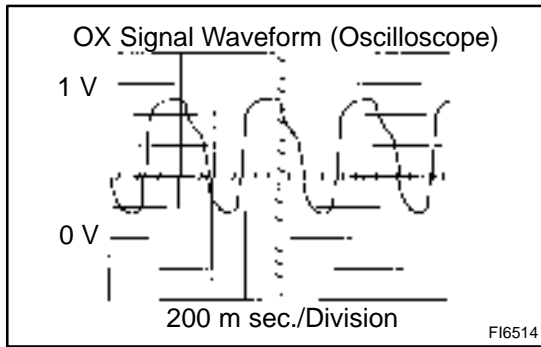 OX Signal Waveform (Oscilloscope)
1 V
0 V
200 m sec./Division
FI6514